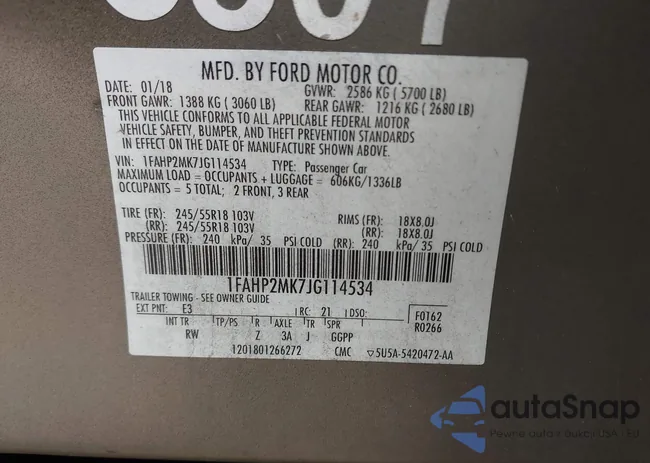 MFD. BY FORD MOTOR CO.
DATE: 01/18 GVWR: 2586 KG ( 5700 LB)
FRONT GAWR: 1388 KG ( 3060 LB) REAR GAWR: 1216 KG ( 2680 LB)
THIS VEHICLE CONFORMS TO ALL APPLICABLE FEDERAL MOTOR
VEHICLE SAFETY, BUMPER, AND THEFT PREVENTION STANDARDS
IN EFFECT ON THE DATE OF MANUFACTURE SHOWN ABOVE.
VIN: 1FAHP2MK7JG114534 TYPE: Passenger Car
MAXIMUM LOAD = OCCUPANTS + LUGGAGE = 606KG/1336LB
OCCUPANTS = 5 TOTAL; 2 FRONT, 3 REAR
TIRE (FR): 245/55R18 103V RIMS (FR): 18X8.0J
(RR): 245/55R18 103V (RR): 18X8.0J
PRESSURE (FR): 240 kPa/ 35 PSI COLD (RR): 240 kPa/ 35 PSI COLD
1FAHP2MK7JG114534
TRAILER TOWING - SEE OWNER GUIDE
EXT PNT: E3 RC: 21 DSO: F0162
INT TR TP/PS R AXLE TR SPR R0266
RW Z 3A J GGPP
1201801266272 CMC ▽5U5A-5420472-AA
autoSnap
Pewne auta z aukcji USA - EU